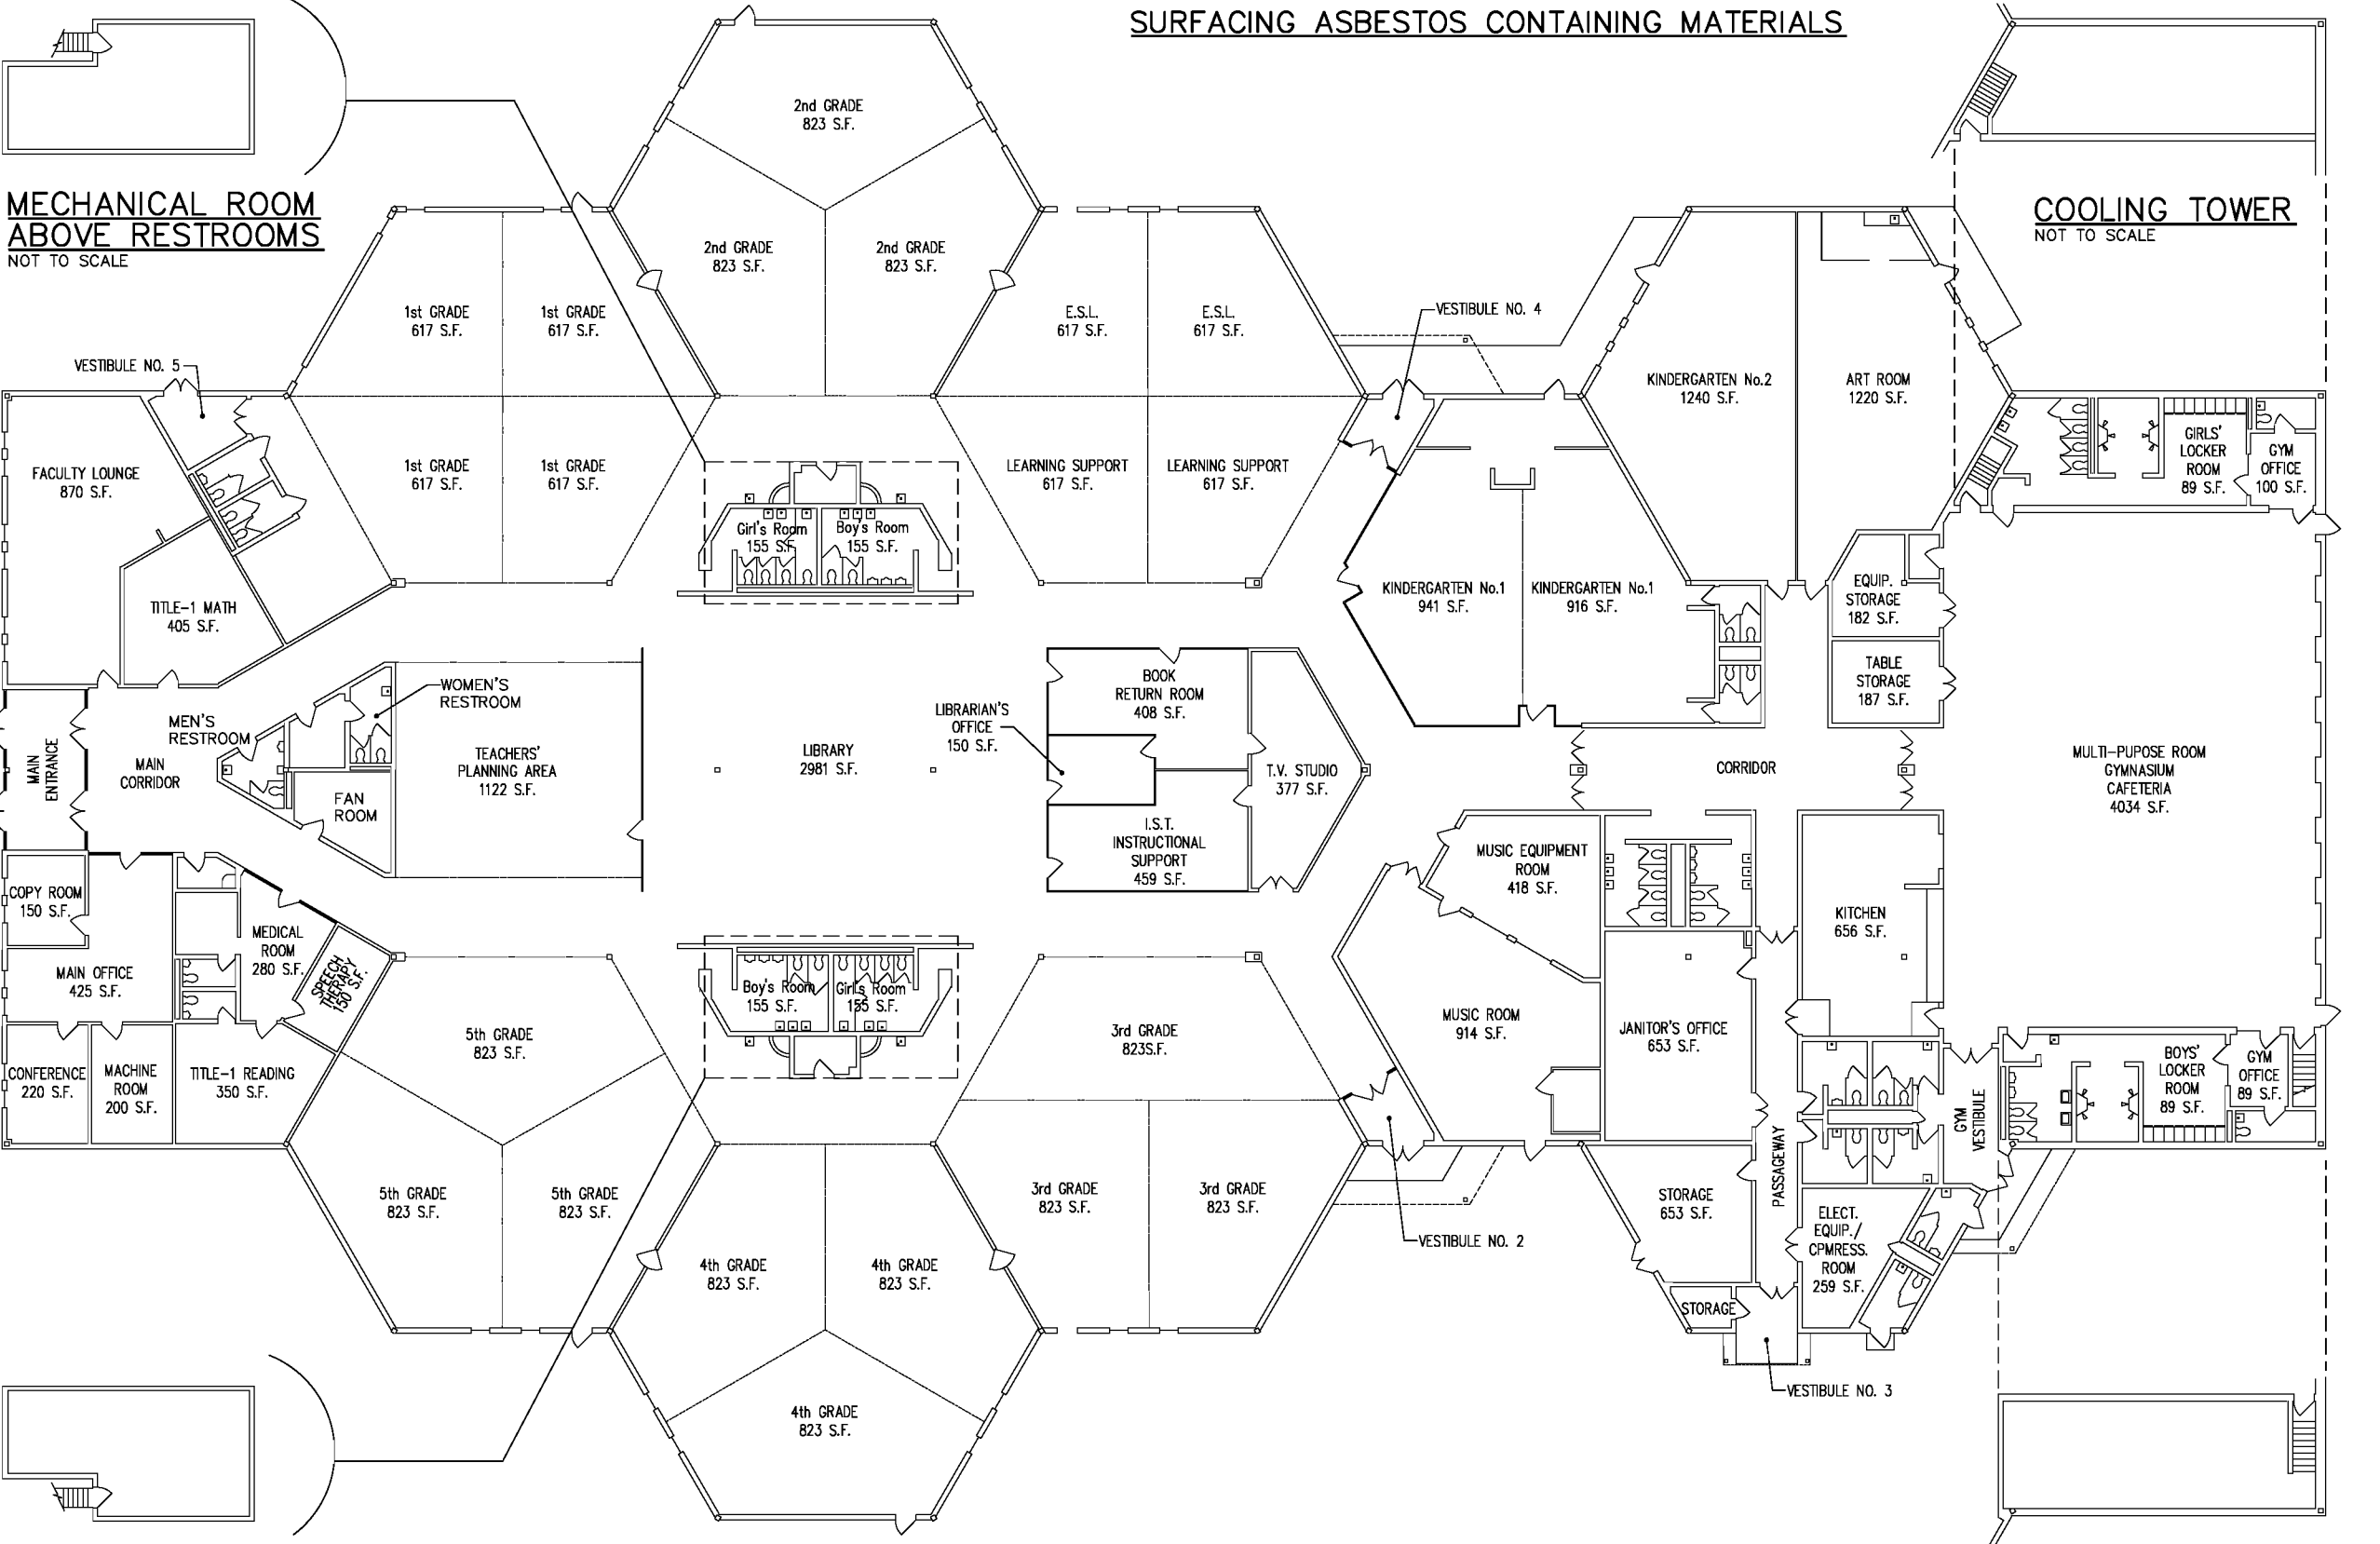 SURFACING ASBESTOS CONTAINING MATERIALS
MECHANICAL ROOM
ABOVE RESTROOMS
NOT TO SCALE
COOLING TOWER
NOT TO SCALE
2nd GRADE
823 S.F.
2nd GRADE
823 S.F.
2nd GRADE
823 S.F.
1st GRADE
617 S.F.
1st GRADE
617 S.F.
E.S.L.
617 S.F.
E.S.L.
617 S.F.
VESTIBULE NO. 4
VESTIBULE NO. 5
KINDERGARTEN No.2
1240 S.F.
ART ROOM
1220 S.F.
FACULTY LOUNGE
870 S.F.
1st GRADE
617 S.F.
1st GRADE
617 S.F.
LEARNING SUPPORT
617 S.F.
LEARNING SUPPORT
617 S.F.
GIRLS'
LOCKER
ROOM
89 S.F.
GYM
OFFICE
100 S.F.
Girl's Room
155 S.F.
Boy's Room
155 S.F.
TITLE-1 MATH
405 S.F.
KINDERGARTEN No.1
941 S.F.
KINDERGARTEN No.1
916 S.F.
EQUIP.
STORAGE
182 S.F.
TABLE
STORAGE
187 S.F.
WOMEN'S
RESTROOM
MEN'S
RESTROOM
MAIN
ENTRANCE
MAIN
CORRIDOR
FAN
ROOM
TEACHERS'
PLANNING AREA
1122 S.F.
LIBRARY
2981 S.F.
LIBRARIAN'S
OFFICE
150 S.F.
BOOK
RETURN ROOM
408 S.F.
T.V. STUDIO
377 S.F.
I.S.T.
INSTRUCTIONAL
SUPPORT
459 S.F.
CORRIDOR
MULTI-PUPOSE ROOM
GYMNASIUM
CAFETERIA
4034 S.F.
MUSIC EQUIPMENT
ROOM
418 S.F.
COPY ROOM
150 S.F.
MEDICAL
ROOM
280 S.F.
SPEECH
THERAPY
150 S.F.
MAIN OFFICE
425 S.F.
KITCHEN
656 S.F.
Boy's Room
155 S.F.
Girl's Room
155 S.F.
5th GRADE
823 S.F.
3rd GRADE
823S.F.
MUSIC ROOM
914 S.F.
JANITOR'S OFFICE
653 S.F.
CONFERENCE
220 S.F.
MACHINE
ROOM
200 S.F.
TITLE-1 READING
350 S.F.
BOYS'
LOCKER
ROOM
89 S.F.
GYM
OFFICE
89 S.F.
GYM
VESTIBULE
PASSAGEWAY
5th GRADE
823 S.F.
5th GRADE
823 S.F.
3rd GRADE
823 S.F.
3rd GRADE
823 S.F.
STORAGE
653 S.F.
ELECT.
EQUIP./
CPMRESS.
ROOM
259 S.F.
VESTIBULE NO. 2
4th GRADE
823 S.F.
4th GRADE
823 S.F.
STORAGE
VESTIBULE NO. 3
4th GRADE
823 S.F.